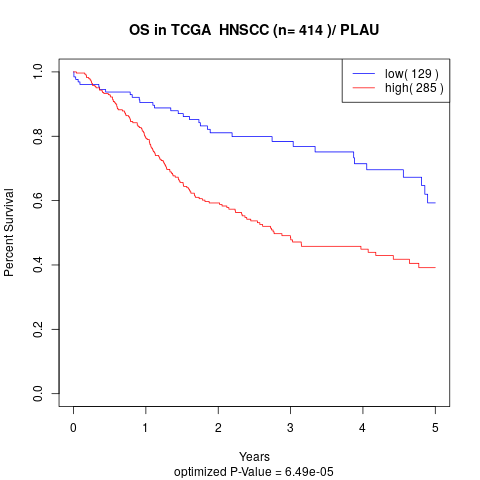 OS in TCGA  HNSCC (n= 414 )/ PLAU
low( 129 )
high( 285 )
Percent Survival
1.0
0.8
0.6
0.4
0.2
0.0
0 1 2 3 4 5
Years
optimized P-Value = 6.49e-05